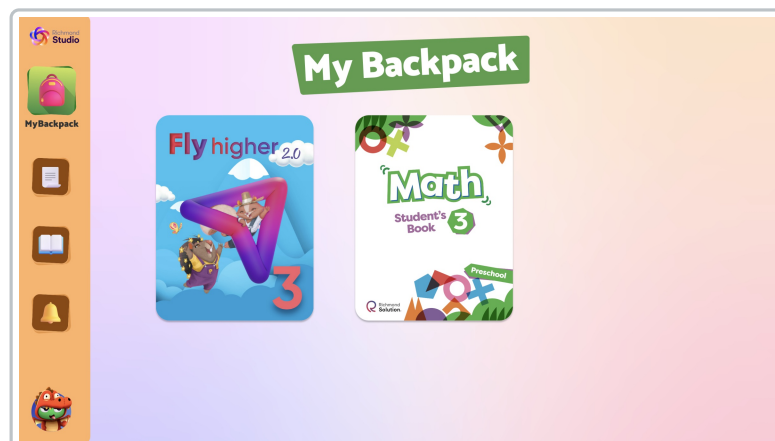 Richmond
Studio
MyBackpack
My Backpack
Fly higher 2.0
3
Math
Student's
Book 3
Preschool
Richmond
Solution